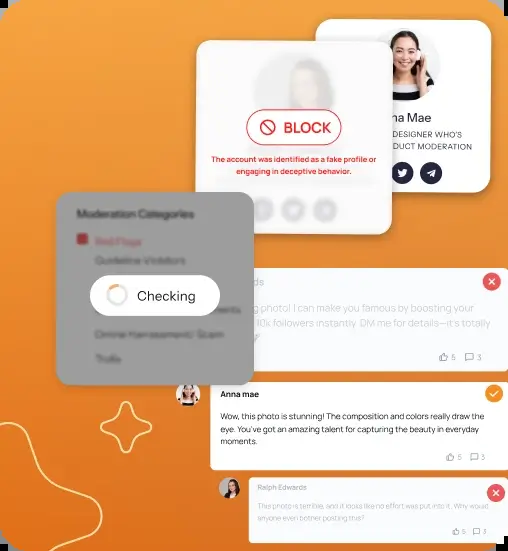 na Mae
DESIGNER WHO'S
DUCT MODERATION
BLOCK
The account was identified as a fake profile or
engaging in deceptive behavior.
Moderation Categories
Red Flags
Guideline Violators
Checking
Online Harrassment/ Scam
Trolls
ds
photo! I can make you famous by boosting your
10k followers instantly. DM me for details—it's totally
5 3
Anna mae
Wow, this photo is stunning! The composition and colors really draw the
eye. You've got an amazing talent for capturing the beauty in everyday
moments.
5 3
Ralph Edwards
This photo is terrible, and it looks like no effort was put into it. Why would
anyone even bother posting this?
5 3